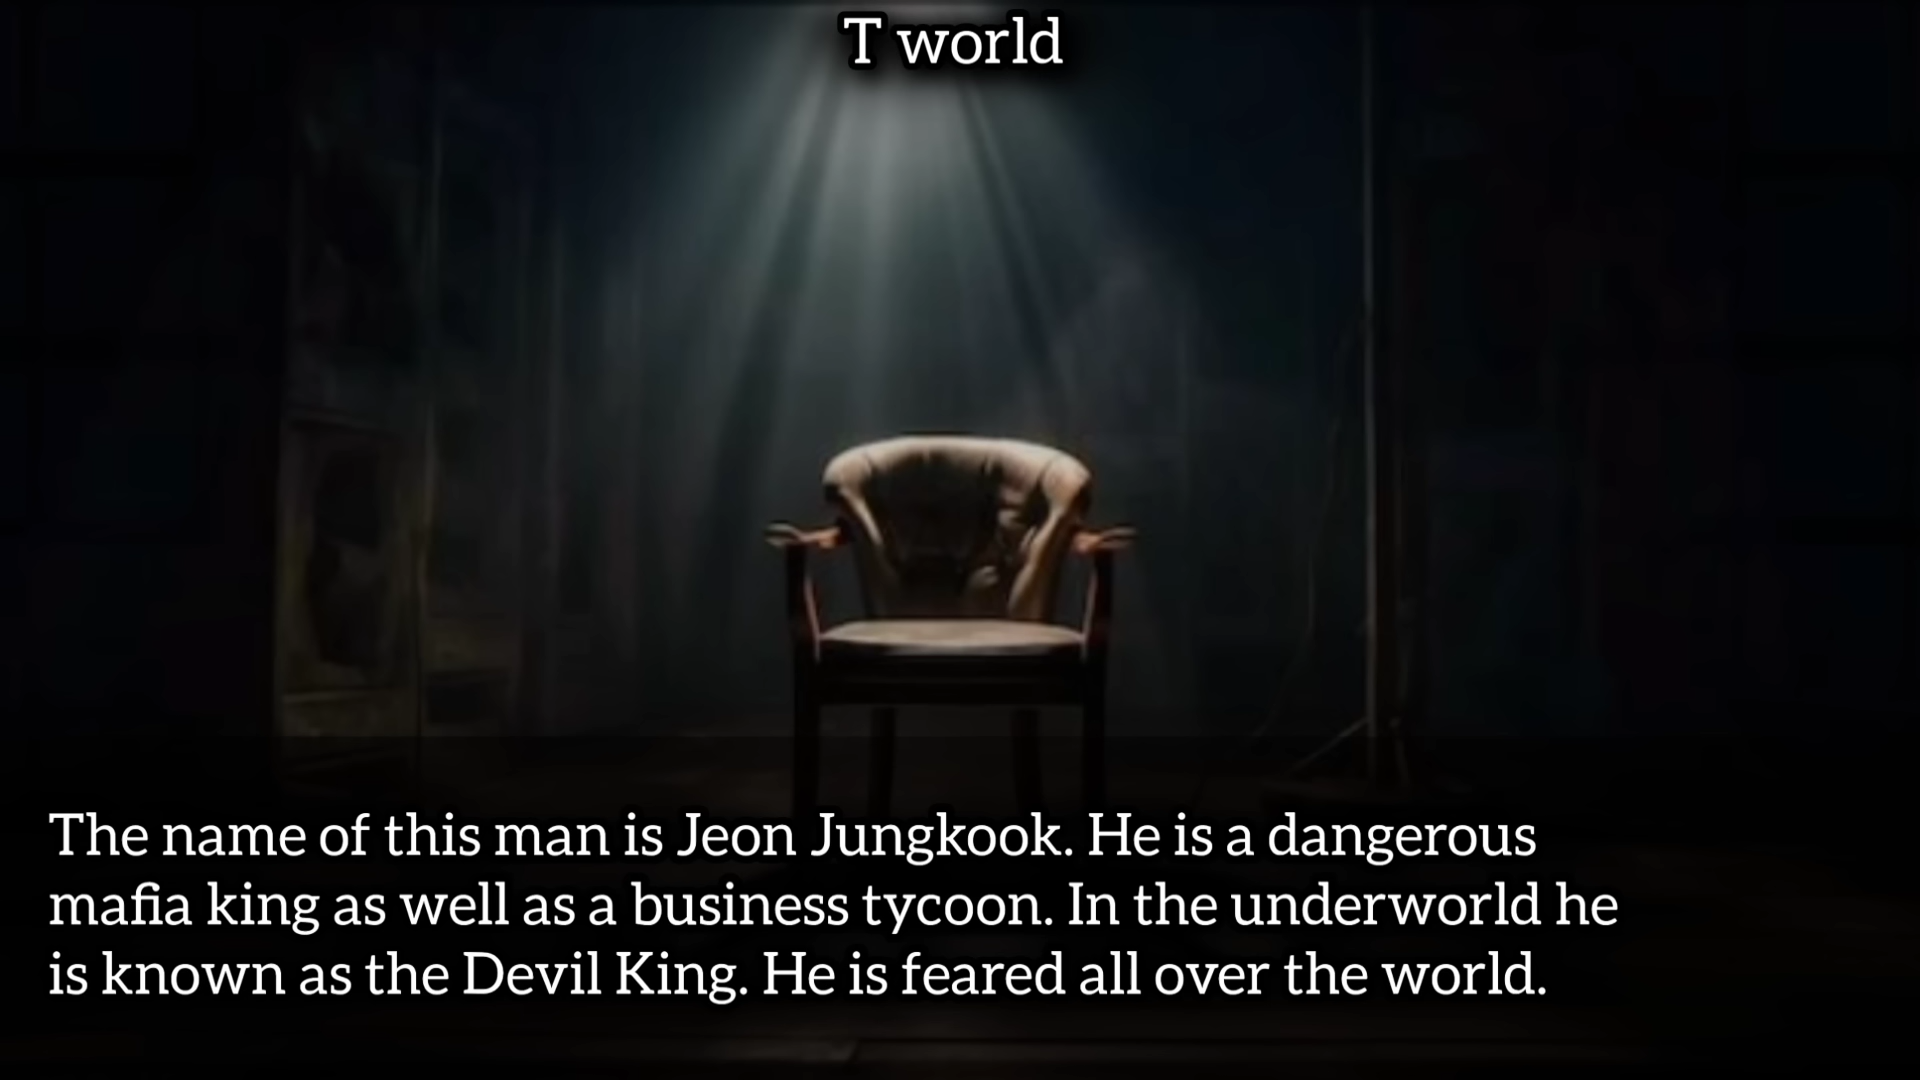 T world
The name of this man is Jeon Jungkook. He is a dangerous
mafia king as well as a business tycoon. In the underworld he
is known as the Devil King. He is feared all over the world.